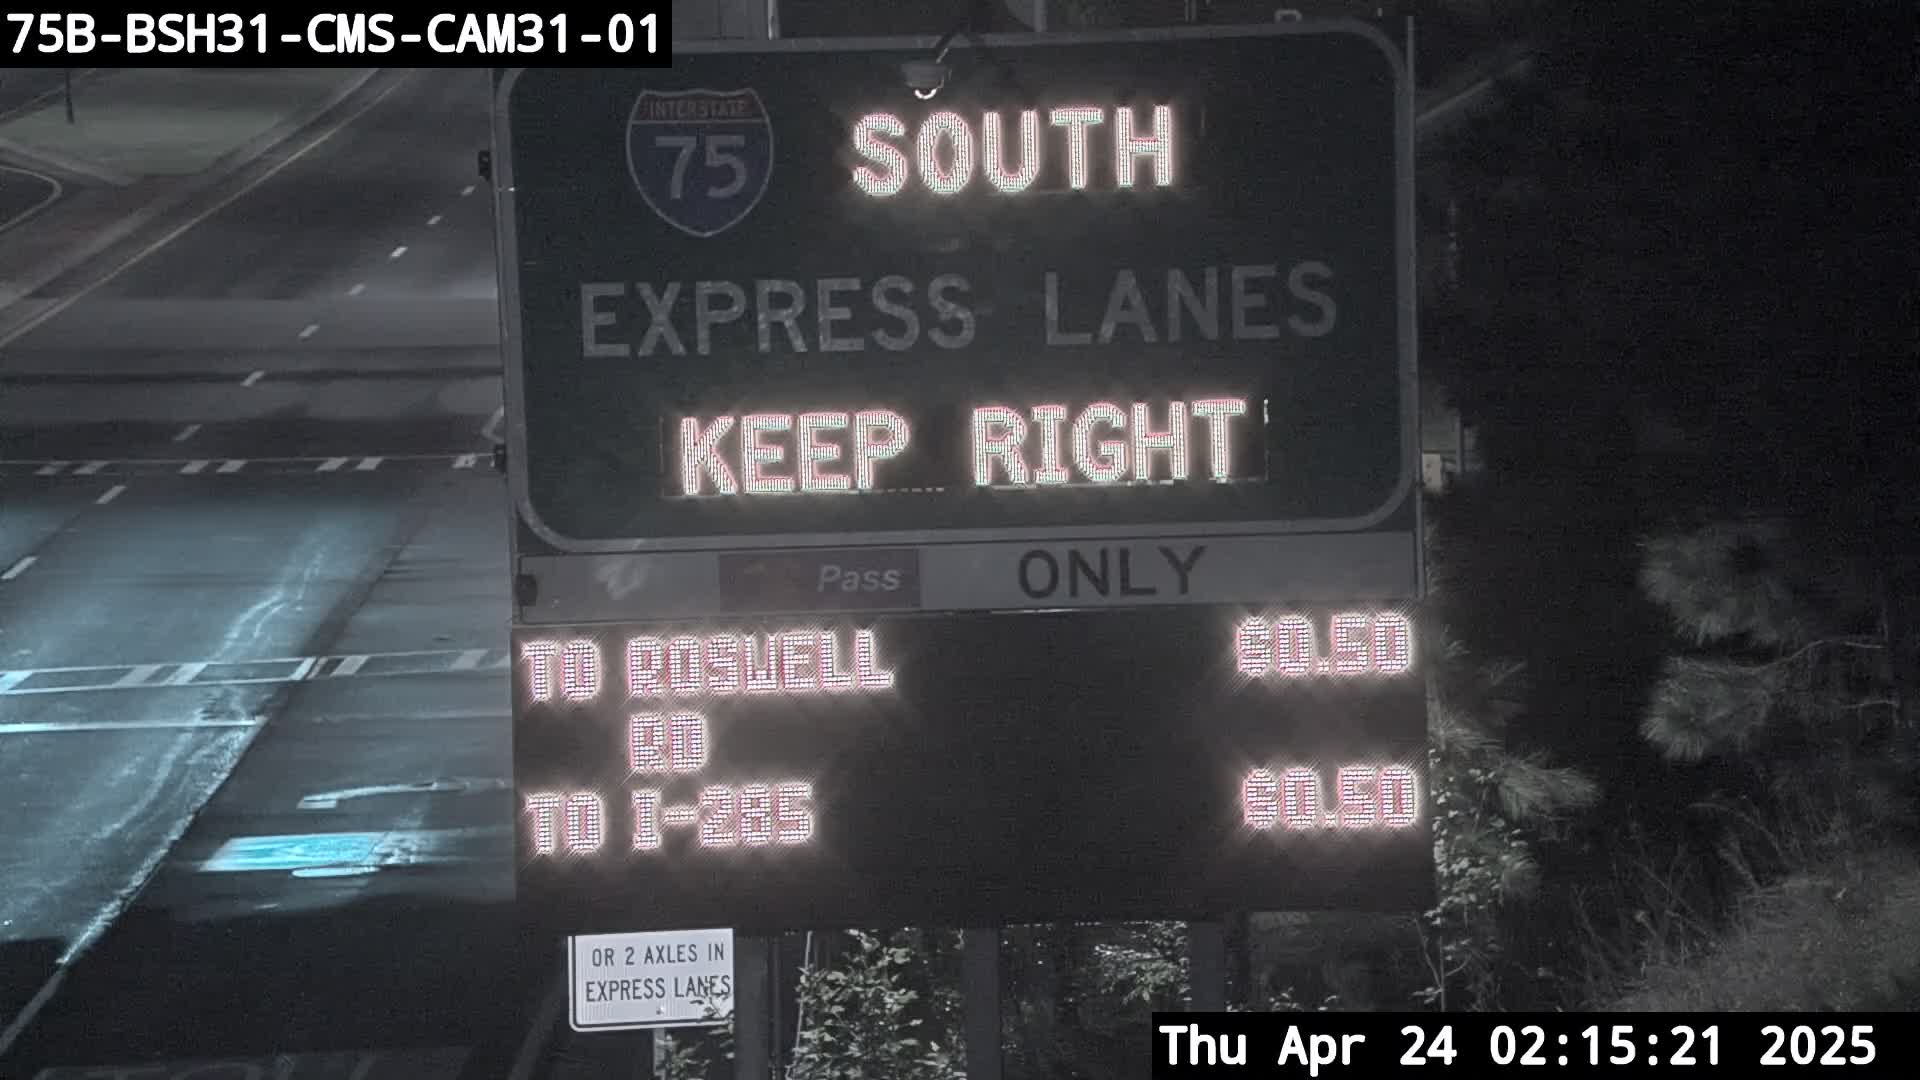 75B-BSH31-CMS-CAM31-01
INTERSTATE
75
SOUTH
EXPRESS LANES
KEEP RIGHT
Pass ONLY
TO ROSWELL $0.50
RD
TO I-285 $0.50
OR 2 AXLES IN
EXPRESS LANES
Thu Apr 24 02:15:21 2025